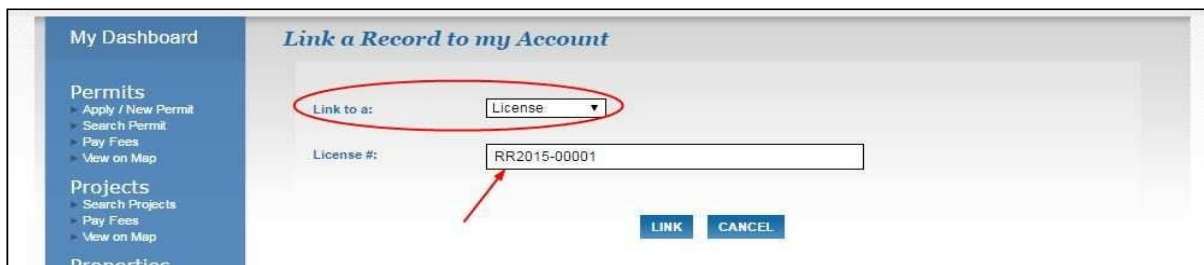 My Dashboard
Link a Record to my Account
Permits
Apply / New Permit
Search Permit
Pay Fees
View on Map
Link to a:
License
License #:
RR2015-00001
Projects
Search Projects
Pay Fees
View on Map
LINK
CANCEL
Properties